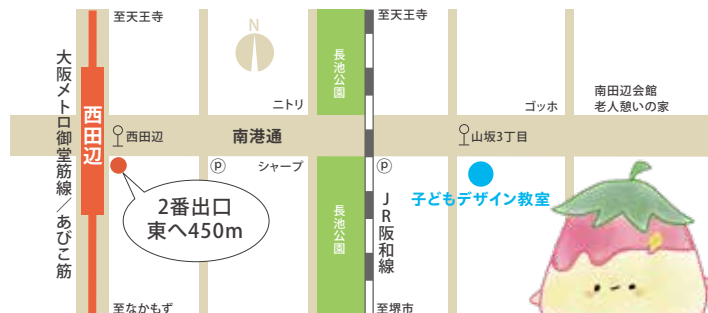 至天王寺
至天王寺
N
大阪メトロ御堂筋線／あびこ筋
西田辺
長池公園
ニトリ
ゴッホ
南田辺会館
老人憩いの家
西田辺
南港通
山坂3丁目
P
シャープ
P
子どもデザイン教室
2番出口
東へ450m
長池公園
JR阪和線
至なかもず
至堺市